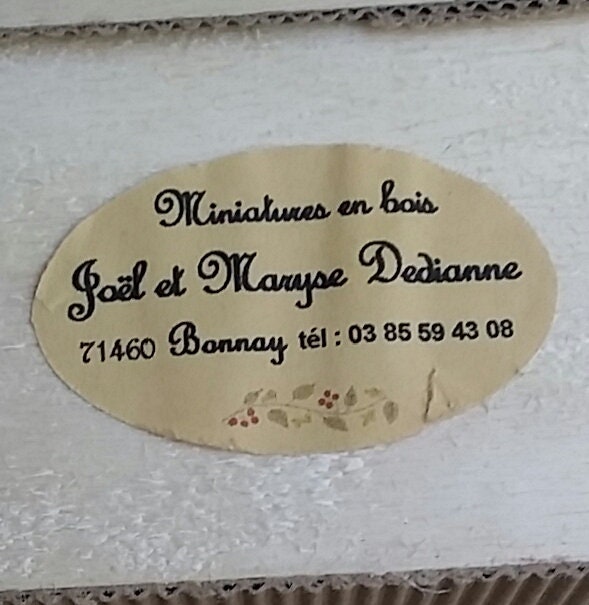 Miniatures en bois
Joël et Maryse Dedianne
71460 Bonnay tél : 03 85 59 43 08